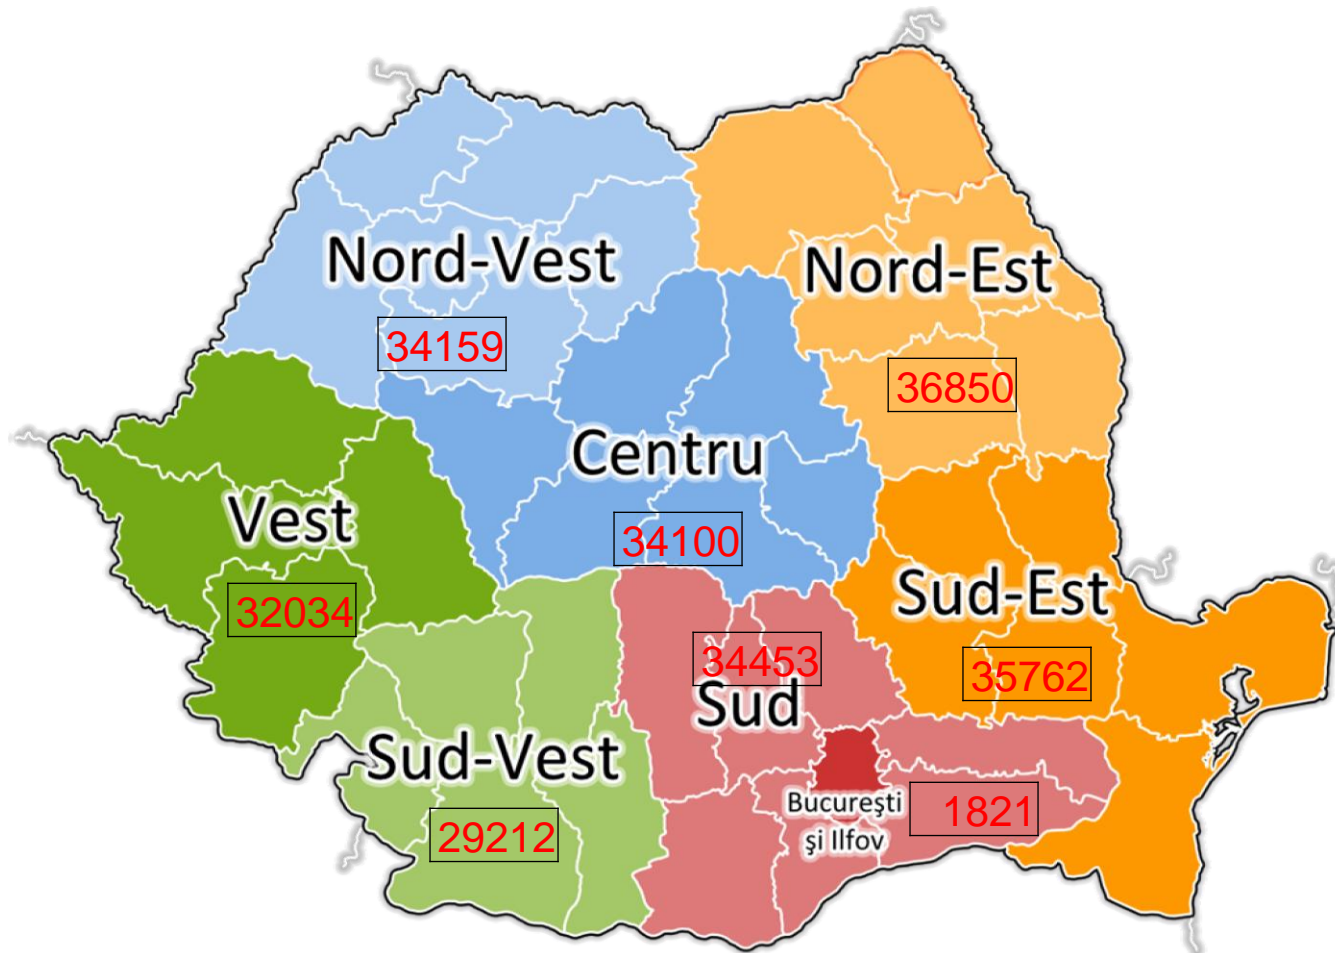 Nord-Vest
34159
Nord-Est
36850
Centru
34100
Vest
32034
Sud-Est
35762
34453
Sud
Sud-Vest
29212
Bucureşti
şi Ilfov
1821